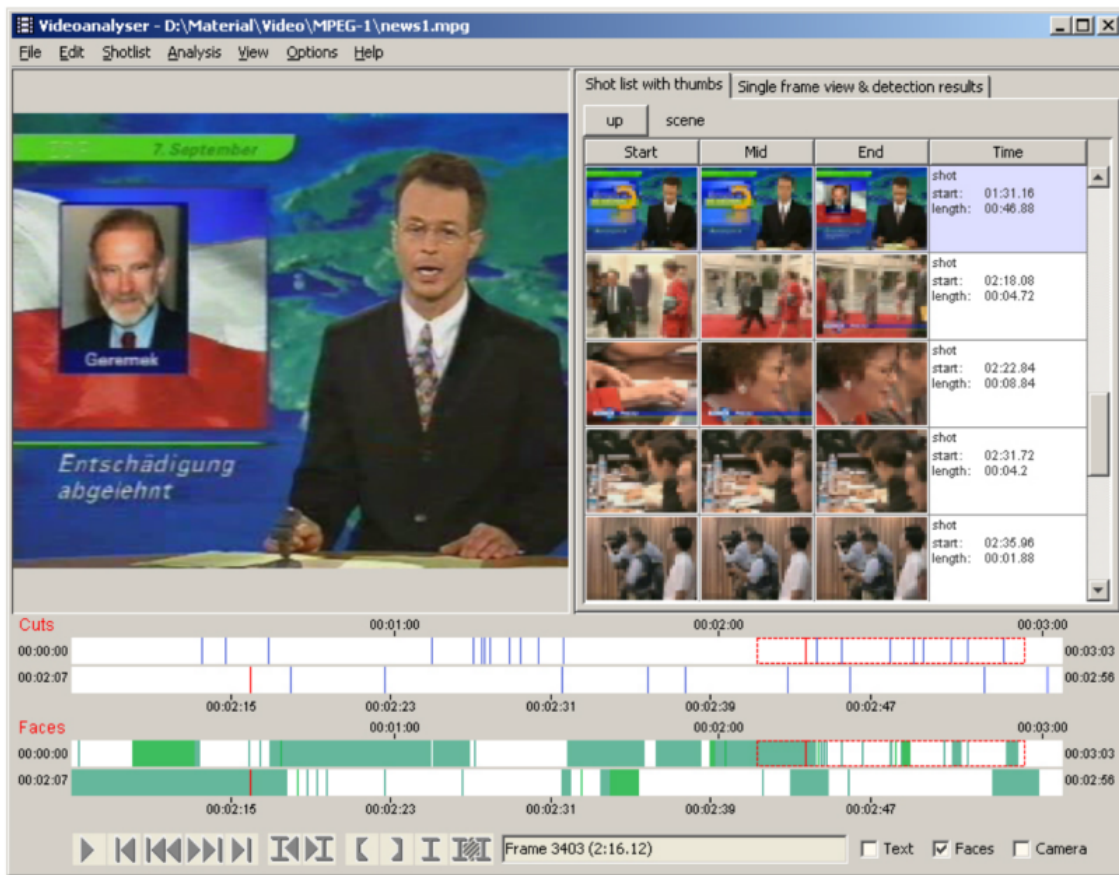 Videoanalyser - D:\Material\Video\MPEG-1\news1.mpg
File Edit Shotlist Analysis View Options Help
7. September
Geremek
Entschädigung
abgelehnt
Shot list with thumbs Single frame view & detection results
up scene
Start Mid End Time
shot
start: 01:31.16
length: 00:46.88
shot
start: 02:18.08
length: 00:04.72
shot
start: 02:22.84
length: 00:08.84
shot
start: 02:31.72
length: 00:04.2
shot
start: 02:35.96
length: 00:01.88
Cuts 00:01:00 00:02:00 00:03:00
00:00:00 00:03:03
00:02:07 00:02:56
00:02:15 00:02:23 00:02:31 00:02:39 00:02:47
Faces 00:01:00 00:02:00 00:03:00
00:00:00 00:03:03
00:02:07 00:02:56
00:02:15 00:02:23 00:02:31 00:02:39 00:02:47
Frame 3403 (2:16.12) Text Faces Camera